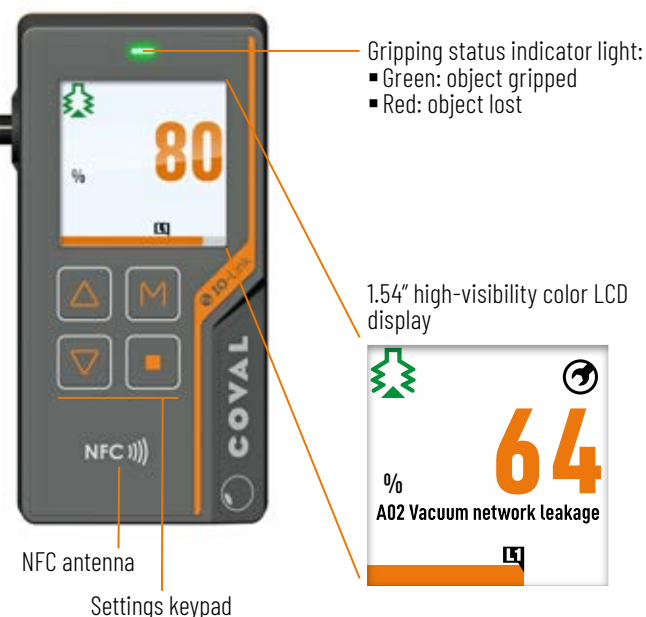 Gripping status indicator light:
▪ Green: object gripped
▪ Red: object lost
80
%
L1
IO-Link
M
COVAL
NFC
1.54” high-visibility color LCD
display
64
%
A02 Vacuum network leakage
L1
NFC antenna
Settings keypad